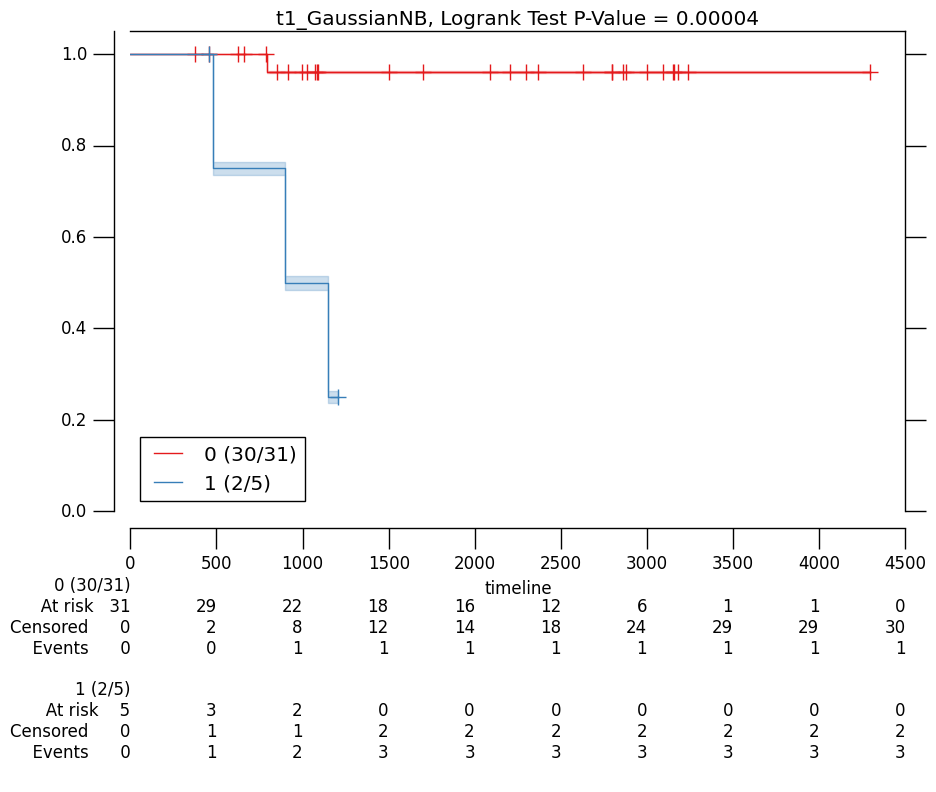 t1_GaussianNB, Logrank Test P-Value = 0.00004
1.0
0.8
0.6
0.4
0.2
0.0
0 (30/31)
1 (2/5)
0 500 1000 1500 2000 2500 3000 3500 4000 4500
timeline
0 (30/31)
At risk 31 29 22 18 16 12 6 1 1 0
Censored 0 2 8 12 14 18 24 29 29 30
Events 0 0 1 1 1 1 1 1 1 1
1 (2/5)
At risk 5 3 2 0 0 0 0 0 0 0
Censored 0 1 1 2 2 2 2 2 2 2
Events 0 1 2 3 3 3 3 3 3 3